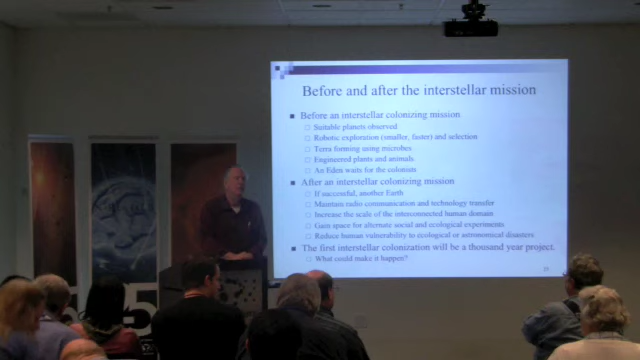 Before and after the interstellar mission
Before an interstellar colonizing mission
Suitable planets observed
Robotic exploration (smaller, faster) and selection
Terra forming using microbes
Engineered plants and animals
An Eden waits for the colonists
After an interstellar colonizing mission
If successful, another Earth
Maintain radio communication and technology transfer
Increase the scale of the interconnected human domain
Gain space for alternate social and ecological experiments
Reduce human vulnerability to ecological or astronomical disasters
The first interstellar colonization will be a thousand year project.
What could make it happen?